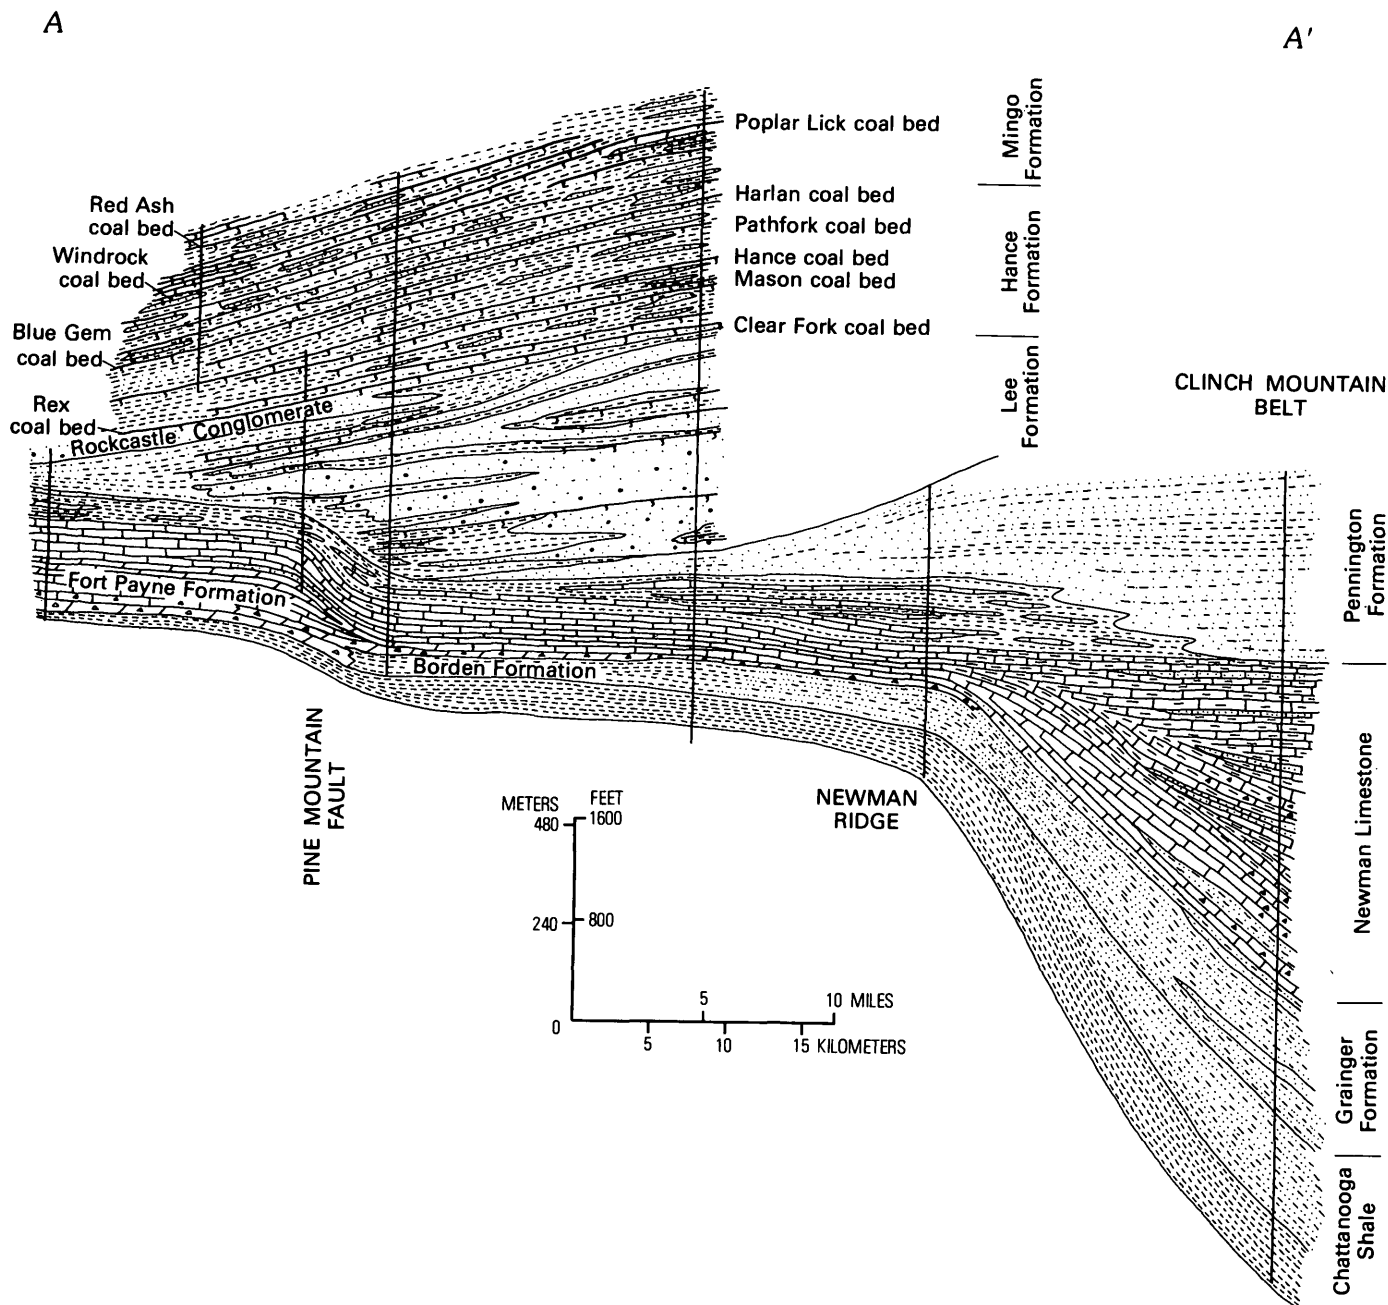 A
A'
Mingo
Formation
Poplar Lick coal bed
Harlan coal bed
Red Ash
coal bed
Pathfork coal bed
Hance
Formation
Windrock
coal bed
Hance coal bed
Mason coal bed
Blue Gem
coal bed
Clear Fork coal bed
Lee
Formation
CLINCH MOUNTAIN
BELT
Rex
coal bed
Rockcastle Conglomerate
Pennington
Formation
Fort Payne Formation
Borden Formation
PINE MOUNTAIN
FAULT
NEWMAN
RIDGE
Newman Limestone
METERS
FEET
480
1600
240
800
0
5
10 MILES
5
10
15 KILOMETERS
Grainger
Formation
Chattanooga
Shale